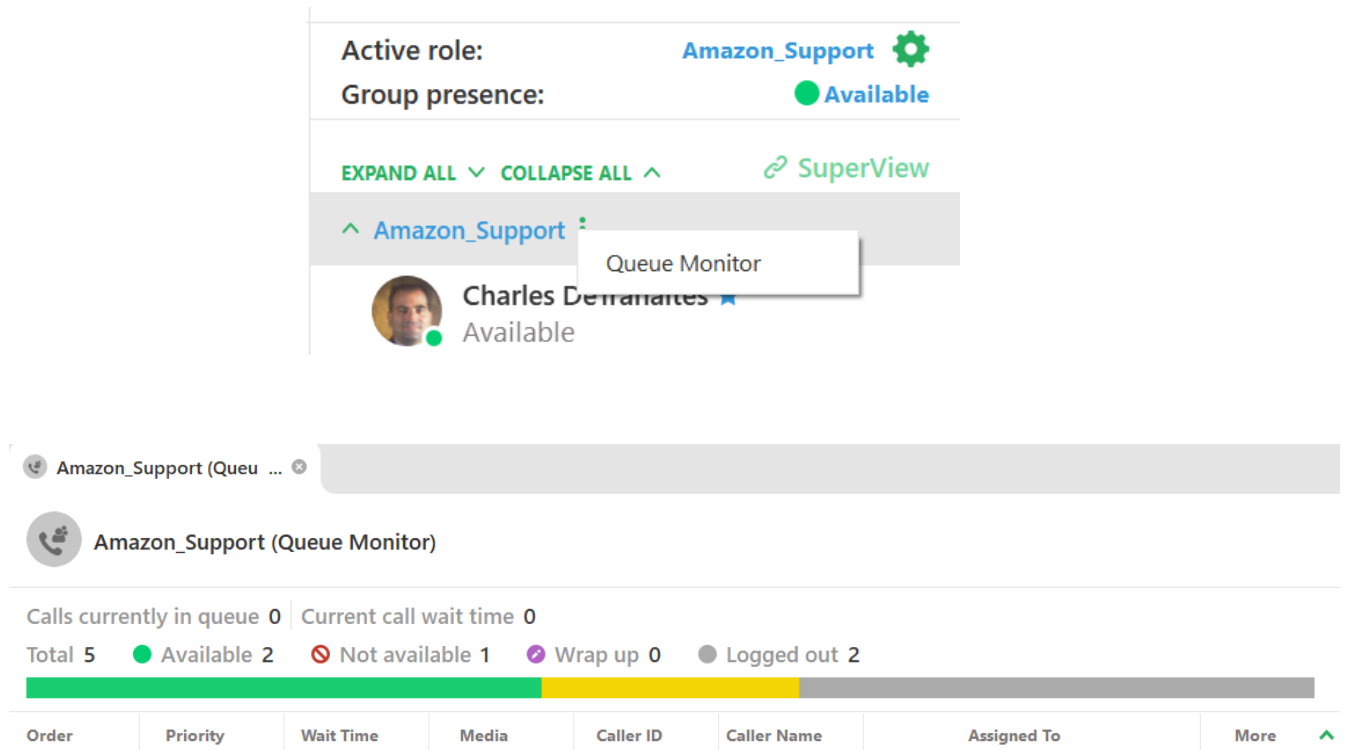 Active role: Amazon_Support
Group presence: Available
EXPAND ALL COLLAPSE ALL SuperView
Amazon_Support
Queue Monitor
Charles
Available
Amazon_Support (Queu ...
Amazon_Support (Queue Monitor)
Calls currently in queue 0 Current call wait time 0
Total 5 Available 2 Not available 1 Wrap up 0 Logged out 2
Order Priority Wait Time Media Caller ID Caller Name Assigned To More